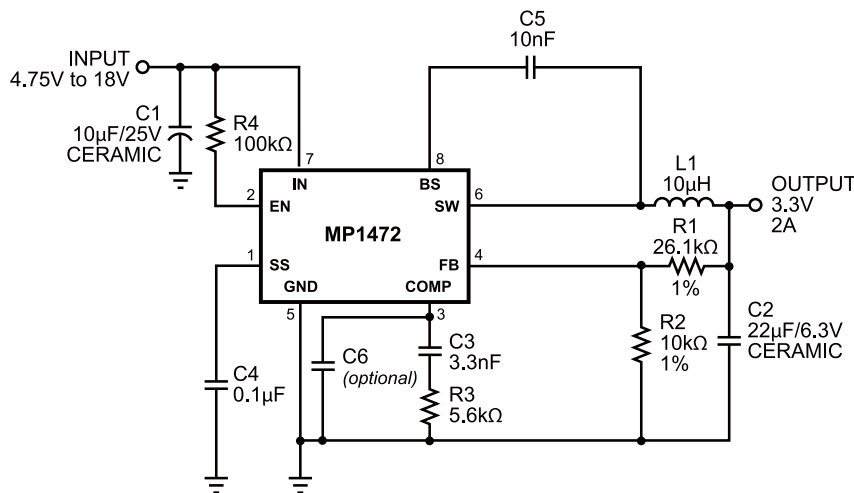 C5
10nF
INPUT
4.75V to 18V
C1
10µF/25V
CERAMIC
R4
100kΩ
7
8
IN
BS
2
EN
SW
6
L1
10µH
OUTPUT
3.3V
2A
MP1472
R1
26.1kΩ
1%
1
SS
FB
4
GND
COMP
5
3
C4
0.1µF
C6
(optional)
C3
3.3nF
R3
5.6kΩ
R2
10kΩ
1%
C2
22µF/6.3V
CERAMIC